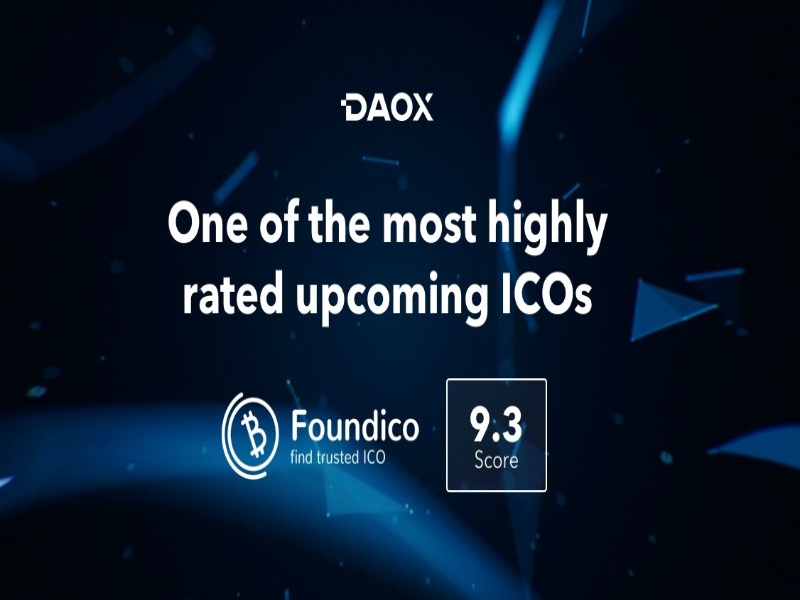 DAOX
One of the most highly
rated upcoming ICOs
Foundico
find trusted ICO
9.3
Score